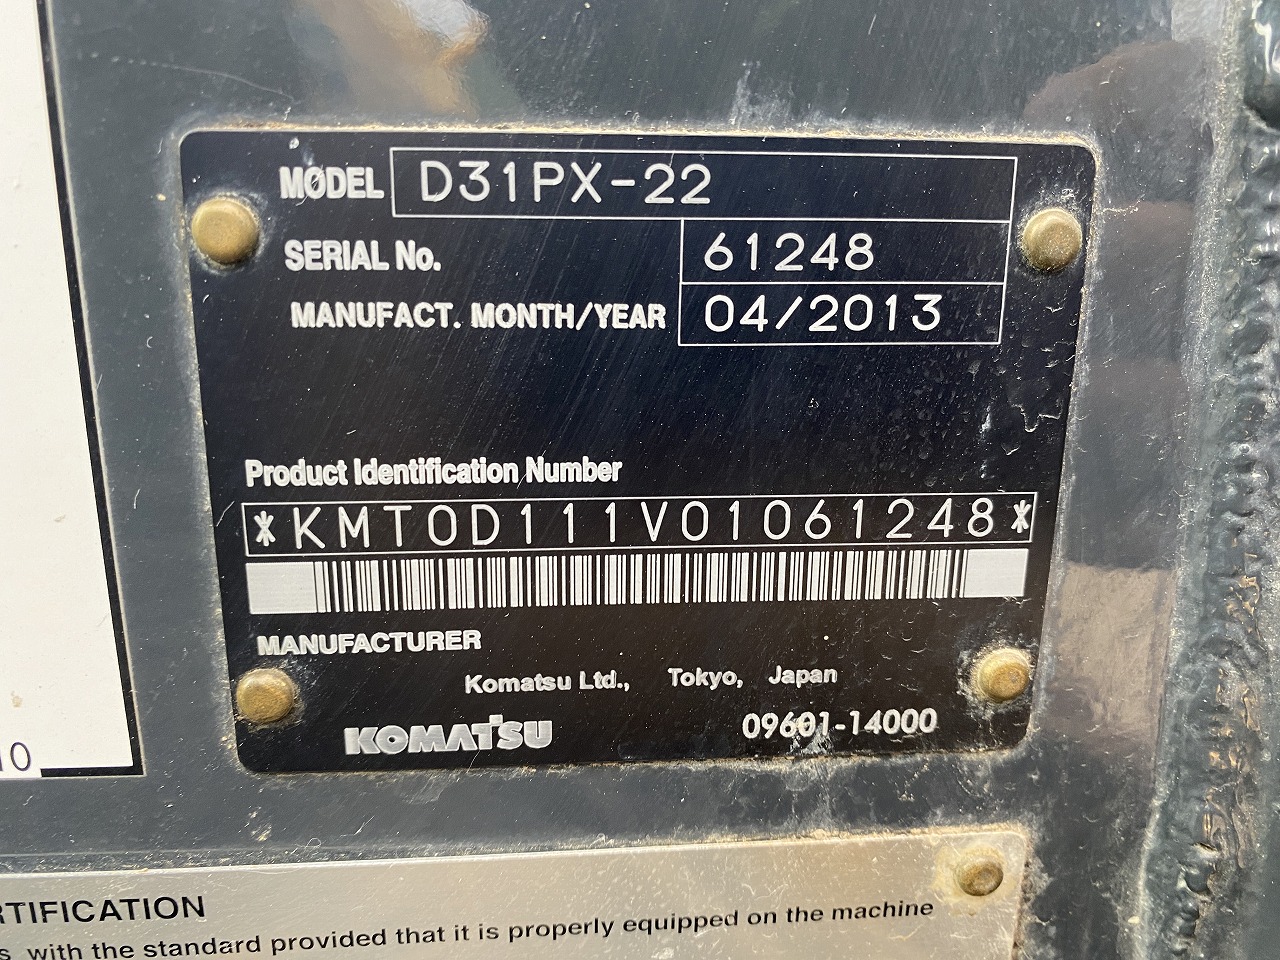 MODEL D31PX-22
SERIAL No. 61248
MANUFACT. MONTH/YEAR 04/2013
Product Identification Number
*KMT0D111V01061248*
MANUFACTURER
Komatsu Ltd., Tokyo, Japan
KOMATSU 09601-14000
10
RTIFICATION
s with the standard provided that it is properly equipped on the machine